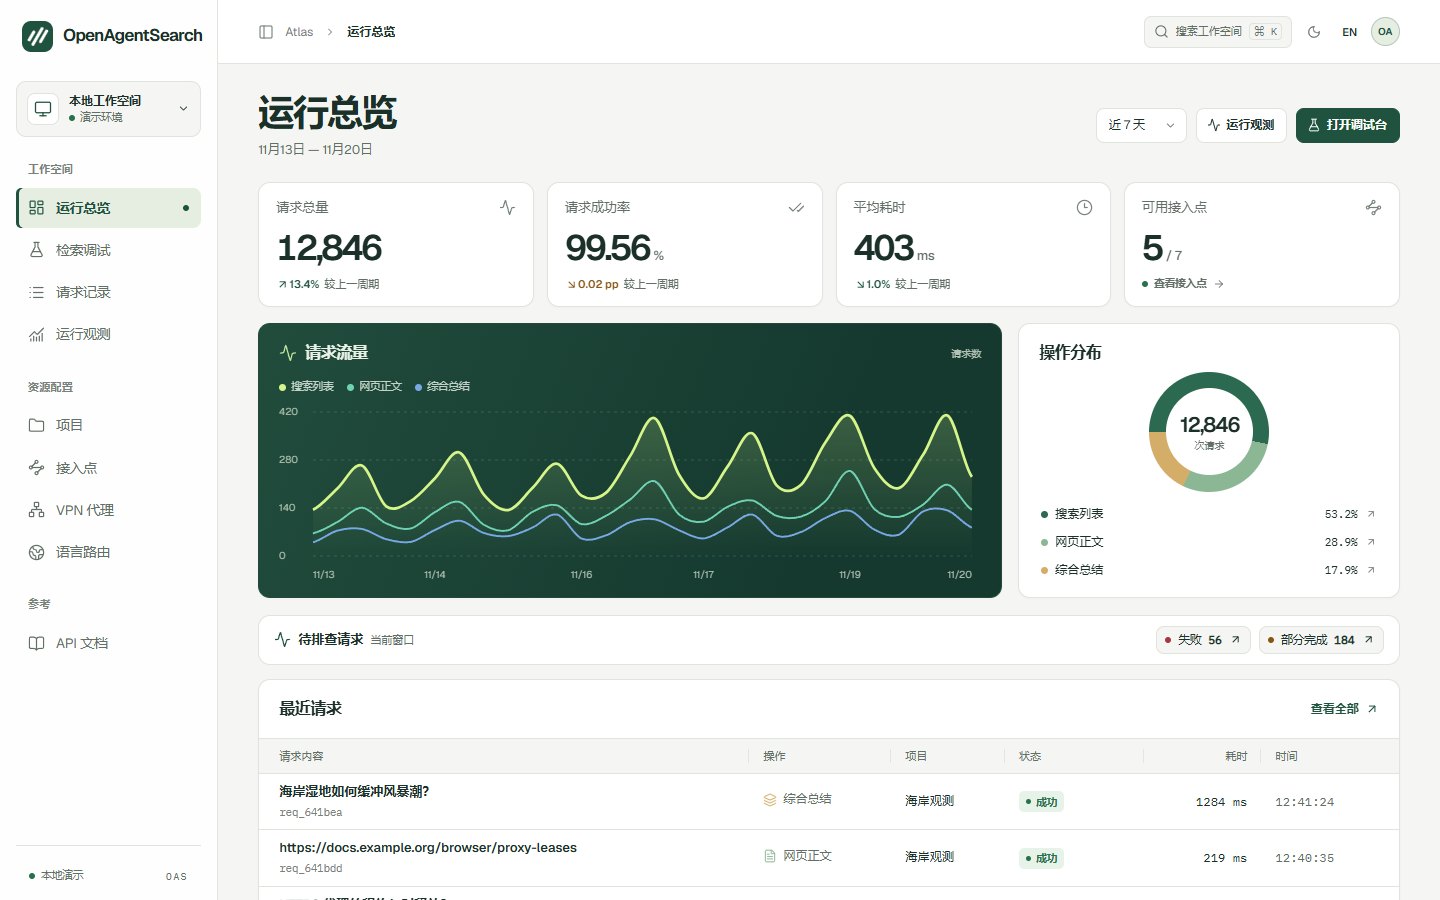 OpenAgentSearch
本地工作空间
演示环境
工作空间
运行总览
检索调试
请求记录
运行观测
资源配置
项目
接入点
VPN 代理
语言路由
参考
API 文档
本地演示 OAS
Atlas > 运行总览
搜索工作空间 ⌘ K
EN
OA
运行总览
11月13日 — 11月20日
近 7 天
运行观测
打开调试台
请求总量
12,846
↗ 13.4% 较上一周期
请求成功率
99.56 %
↘ 0.02 pp 较上一周期
平均耗时
403 ms
↘ 1.0% 较上一周期
可用接入点
5 / 7
查看接入点 →
请求流量
请求数
搜索列表 网页正文 综合总结
420
280
140
0
11/13 11/14 11/16 11/17 11/19 11/20
操作分布
12,846
次请求
搜索列表 53.2% ↗
网页正文 28.9% ↗
综合总结 17.9% ↗
待排查请求 当前窗口
失败 56 ↗
部分完成 184 ↗
最近请求
查看全部 ↗
请求内容 操作 项目 状态 耗时 时间
海岸湿地如何缓冲风暴潮?
req_641bea
综合总结 海岸观测 成功 1284 ms 12:41:24
https://docs.example.org/browser/proxy-leases
req_641bdd
网页正文 海岸观测 成功 219 ms 12:40:35